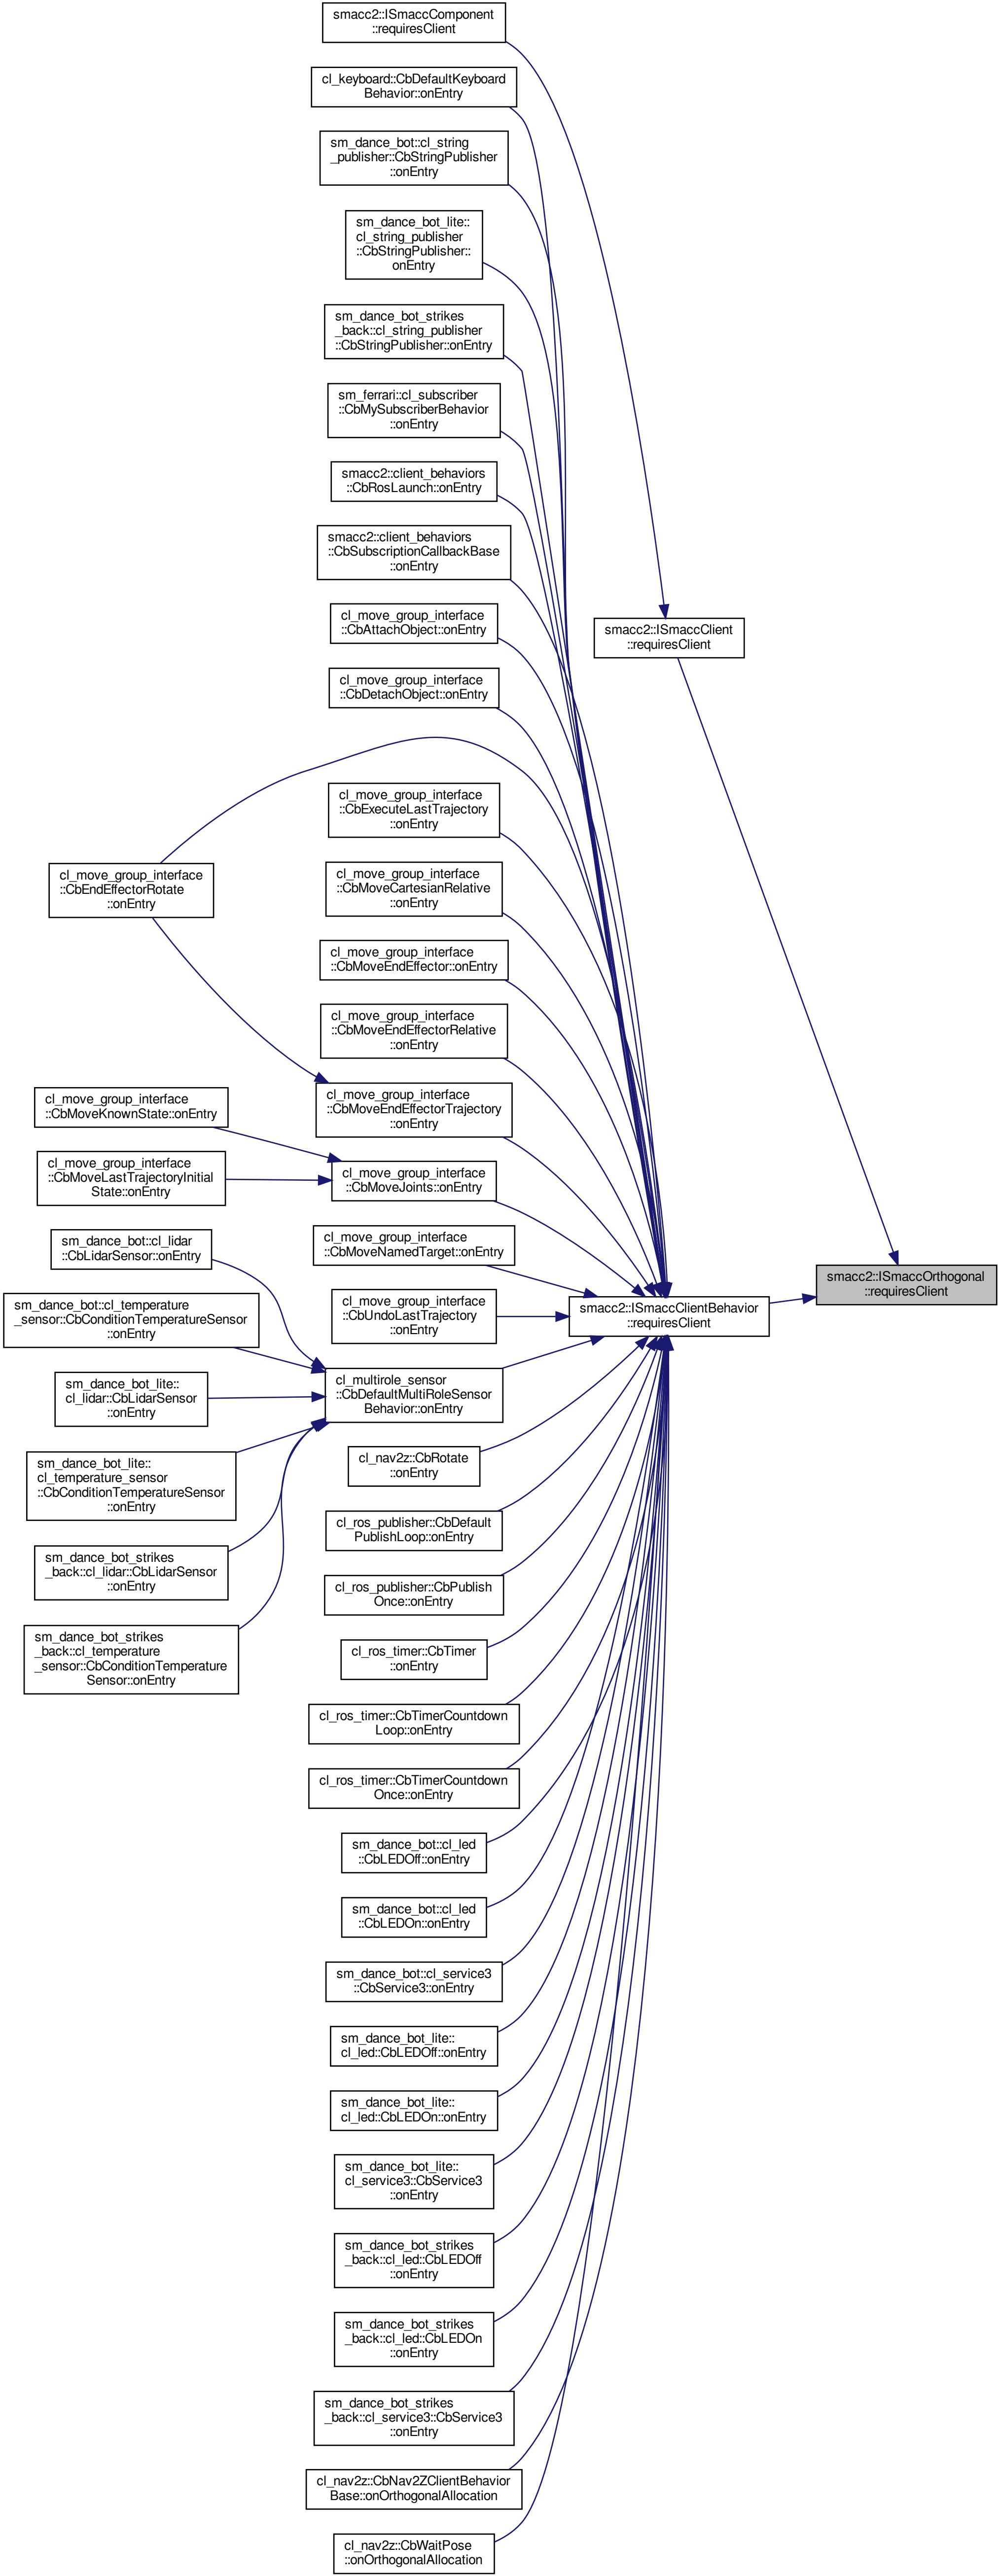 smacc2::ISmaccComponent
::requiresClient
cl_keyboard::CbDefaultKeyboard
Behavior::onEntry
sm_dance_bot::cl_string
_publisher::CbStringPublisher
::onEntry
sm_dance_bot_lite::
cl_string_publisher
::CbStringPublisher::
onEntry
sm_dance_bot_strikes
_back::cl_string_publisher
::CbStringPublisher::onEntry
sm_ferrari::cl_subscriber
::CbMySubscriberBehavior
::onEntry
smacc2::client_behaviors
::CbRosLaunch::onEntry
smacc2::client_behaviors
::CbSubscriptionCallbackBase
::onEntry
cl_move_group_interface
::CbAttachObject::onEntry
smacc2::ISmaccClient
::requiresClient
cl_move_group_interface
::CbDetachObject::onEntry
cl_move_group_interface
::CbExecuteLastTrajectory
::onEntry
cl_move_group_interface
::CbEndEffectorRotate
::onEntry
cl_move_group_interface
::CbMoveCartesianRelative
::onEntry
cl_move_group_interface
::CbMoveEndEffector::onEntry
cl_move_group_interface
::CbMoveEndEffectorRelative
::onEntry
cl_move_group_interface
::CbMoveEndEffectorTrajectory
::onEntry
cl_move_group_interface
::CbMoveKnownState::onEntry
cl_move_group_interface
::CbMoveLastTrajectoryInitial
State::onEntry
cl_move_group_interface
::CbMoveJoints::onEntry
sm_dance_bot::cl_lidar
::CbLidarSensor::onEntry
cl_move_group_interface
::CbMoveNamedTarget::onEntry
smacc2::ISmaccOrthogonal
::requiresClient
sm_dance_bot::cl_temperature
_sensor::CbConditionTemperatureSensor
::onEntry
cl_move_group_interface
::CbUndoLastTrajectory
::onEntry
smacc2::ISmaccClientBehavior
::requiresClient
sm_dance_bot_lite::
cl_lidar::CbLidarSensor
::onEntry
cl_multirole_sensor
::CbDefaultMultiRoleSensor
Behavior::onEntry
sm_dance_bot_lite::
cl_temperature_sensor
::CbConditionTemperatureSensor
::onEntry
cl_nav2z::CbRotate
::onEntry
cl_ros_publisher::CbDefault
PublishLoop::onEntry
sm_dance_bot_strikes
_back::cl_lidar::CbLidarSensor
::onEntry
cl_ros_publisher::CbPublish
Once::onEntry
sm_dance_bot_strikes
_back::cl_temperature
_sensor::CbConditionTemperature
Sensor::onEntry
cl_ros_timer::CbTimer
::onEntry
cl_ros_timer::CbTimerCountdown
Loop::onEntry
cl_ros_timer::CbTimerCountdown
Once::onEntry
sm_dance_bot::cl_led
::CbLEDOff::onEntry
sm_dance_bot::cl_led
::CbLEDOn::onEntry
sm_dance_bot::cl_service3
::CbService3::onEntry
sm_dance_bot_lite::
cl_led::CbLEDOff::onEntry
sm_dance_bot_lite::
cl_led::CbLEDOn::onEntry
sm_dance_bot_lite::
cl_service3::CbService3
::onEntry
sm_dance_bot_strikes
_back::cl_led::CbLEDOff
::onEntry
sm_dance_bot_strikes
_back::cl_led::CbLEDOn
::onEntry
sm_dance_bot_strikes
_back::cl_service3::CbService3
::onEntry
cl_nav2z::CbNav2ZClientBehavior
Base::onOrthogonalAllocation
cl_nav2z::CbWaitPose
::onOrthogonalAllocation